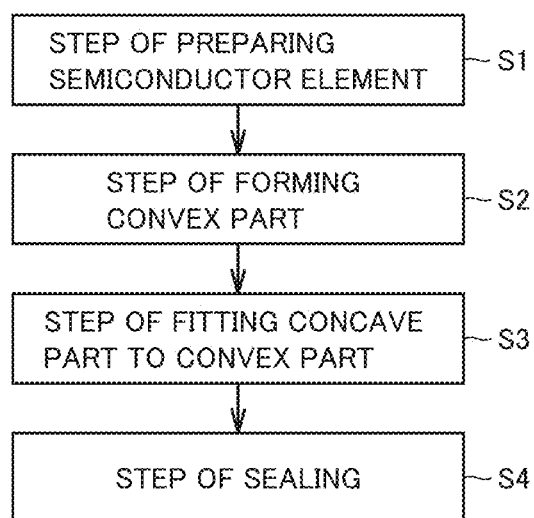 STEP OF PREPARING
SEMICONDUCTOR ELEMENT
S1
STEP OF FORMING
CONVEX PART
S2
STEP OF FITTING CONCAVE
PART TO CONVEX PART
S3
STEP OF SEALING
S4